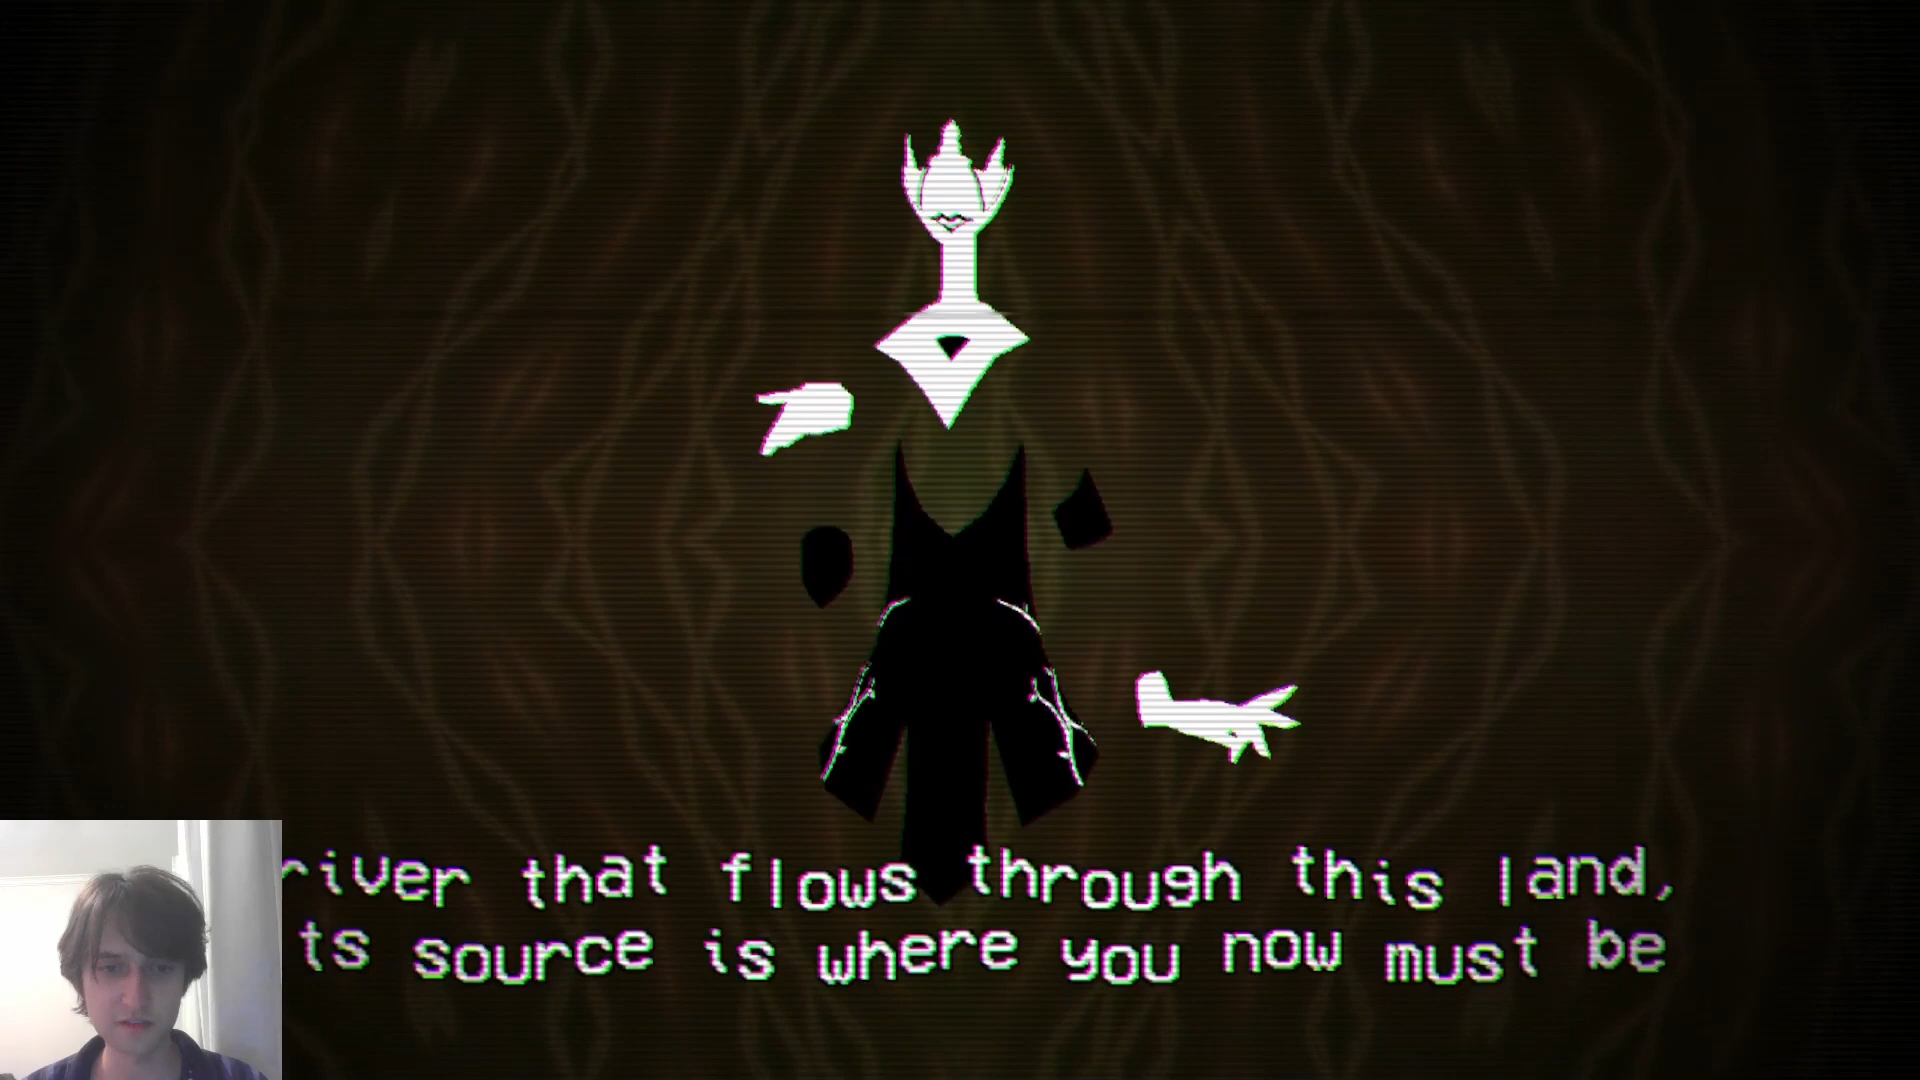 river that flows through this land,
ts source is where you now must be